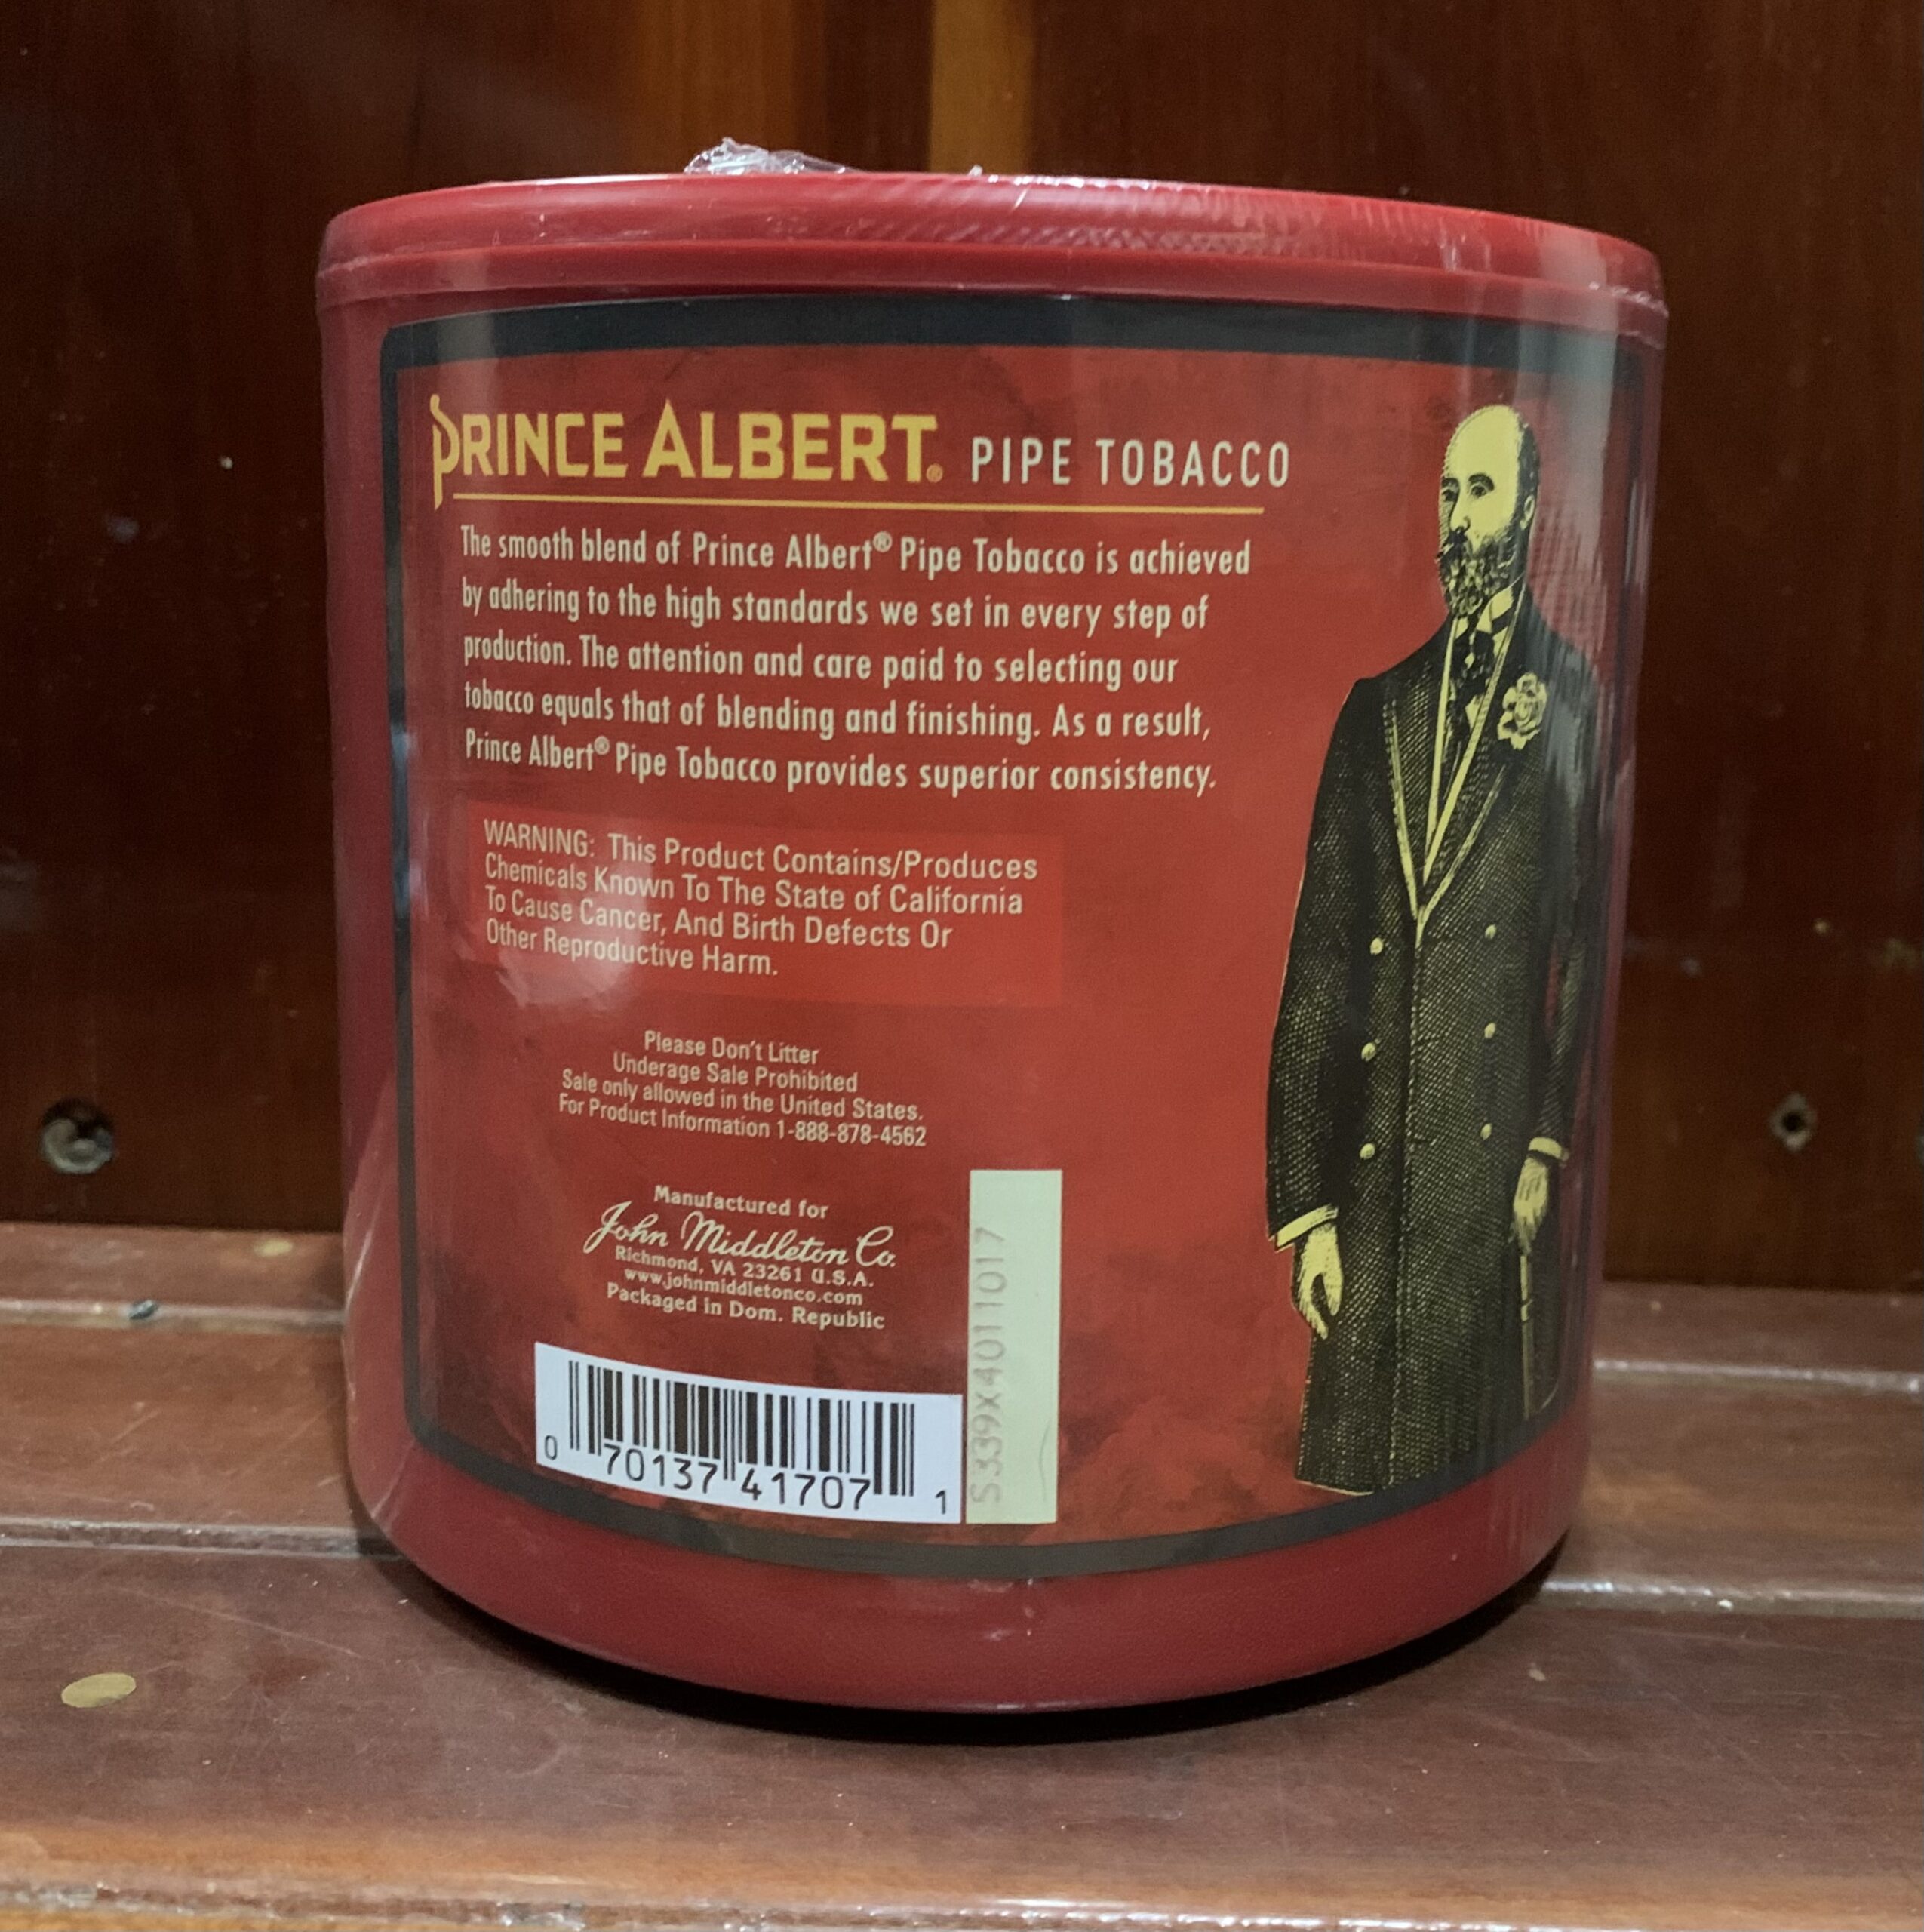 PRINCE ALBERT® PIPE TOBACCO
The smooth blend of Prince Albert® Pipe Tobacco is achieved
by adhering to the high standards we set in every step of
production. The attention and care paid to selecting our
tobacco equals that of blending and finishing. As a result,
Prince Albert® Pipe Tobacco provides superior consistency.
WARNING: This Product Contains/Produces
Chemicals Known To The State of California
To Cause Cancer, And Birth Defects Or
Other Reproductive Harm.
Please Don't Litter
Underage Sale Prohibited
Sale only allowed in the United States.
For Product Information 1-888-878-4562
Manufactured for
John Middleton Co.
Richmond, VA 23261 U.S.A.
www.johnmiddletonco.com
Packaged in Dom. Republic
0 70137 41707 1
S339X4011017